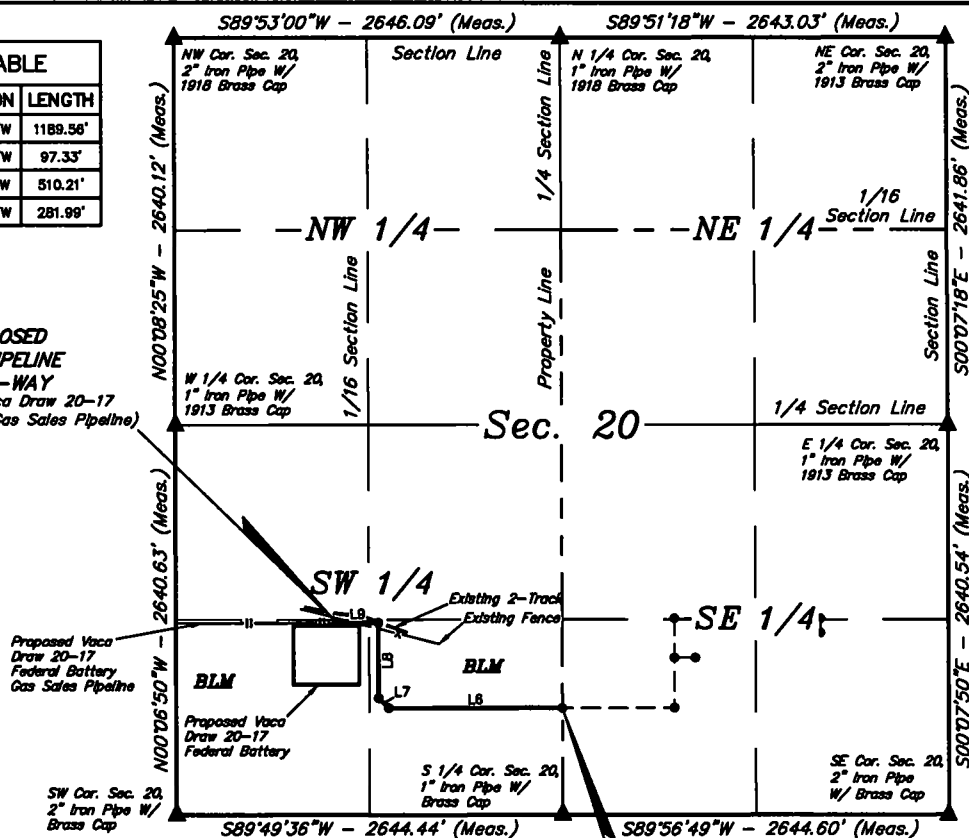 S89°53'00"W - 2646.09' (Meas.)
S89°51'18"W - 2643.03' (Meas.)
LENGTH
1189.56'
97.33'
510.21'
281.99'
NW Cor. Sec. 20,
2" Iron Pipe W/
1918 Brass Cap
Section Line
N 1/4 Cor. Sec. 20,
1" Iron Pipe W/
1918 Brass Cap
NE Cor. Sec. 20,
2" Iron Pipe W/
1913 Brass Cap
1/4 Section Line
N00°08'25"W - 2640.12' (Meas.)
S00°07'18"E - 2641.86' (Meas.)
NW 1/4
NE 1/4
1/16
Section Line
1/16 Section Line
Property Line
Section Line
W 1/4 Cor. Sec. 20,
1" Iron Pipe W/
1913 Brass Cap
Draw 20-17
Gas Sales Pipeline)
Sec. 20
1/4 Section Line
E 1/4 Cor. Sec. 20,
1" Iron Pipe W/
1913 Brass Cap
N00°06'50"W - 2640.63' (Meas.)
S00°07'50"E - 2640.54' (Meas.)
SW 1/4
SE 1/4
Existing 2-Track
Existing Fence
L9
L8
L7
L6
Proposed Vaca
Draw 20-17
Federal Battery
Gas Sales Pipeline
BLM
BLM
Proposed Vaca
Draw 20-17
Federal Battery
SW Cor. Sec. 20,
2" Iron Pipe W/
Brass Cap
S 1/4 Cor. Sec. 20,
1" Iron Pipe W/
Brass Cap
SE Cor. Sec. 20,
2" Iron Pipe
W/ Brass Cap
S89°49'36"W - 2644.44' (Meas.)
S89°56'49"W - 2644.60' (Meas.)